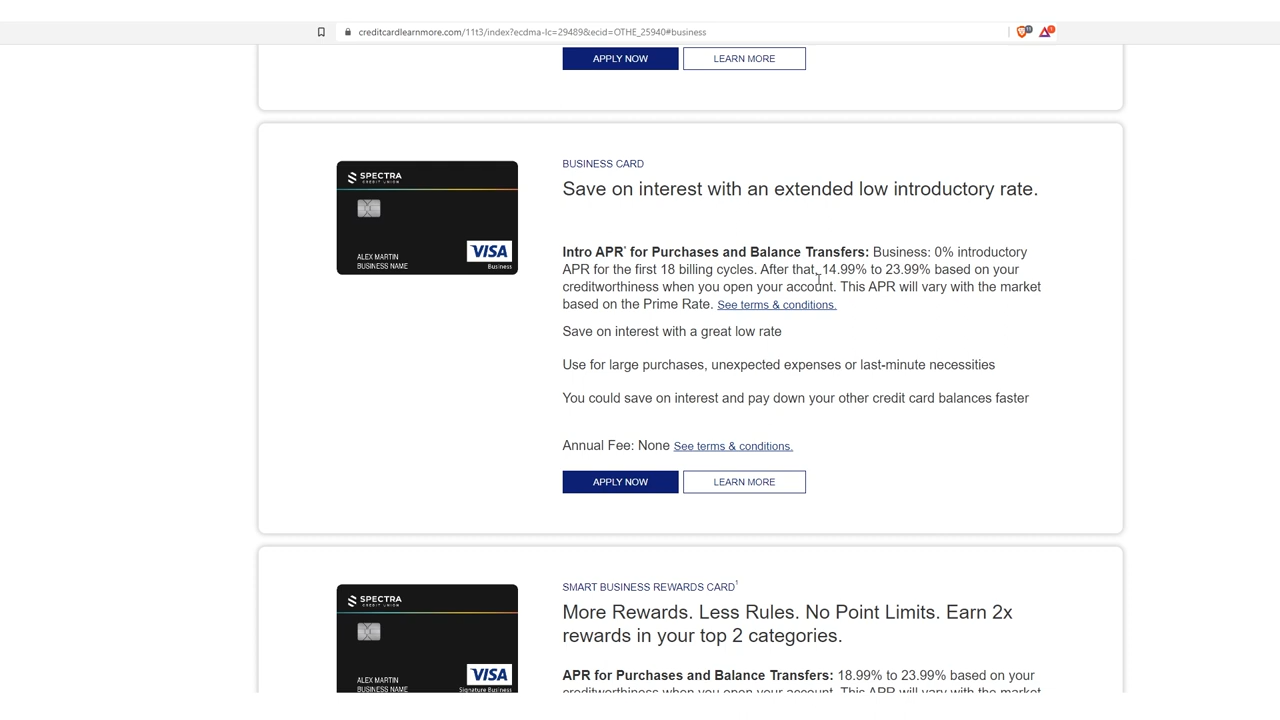 creditcardlearnmore.com/11t3/index?ecdma-lc=29489&ecid=OTHE_25940#business
APPLY NOW LEARN MORE
SPECTRA
CREDIT UNION
ALEX MARTIN
BUSINESS NAME
VISA
Business
BUSINESS CARD
Save on interest with an extended low introductory rate.
Intro APR* for Purchases and Balance Transfers: Business: 0% introductory
APR for the first 18 billing cycles. After that, 14.99% to 23.99% based on your
creditworthiness when you open your account. This APR will vary with the market
based on the Prime Rate. See terms & conditions.
Save on interest with a great low rate
Use for large purchases, unexpected expenses or last-minute necessities
You could save on interest and pay down your other credit card balances faster
Annual Fee: None See terms & conditions.
APPLY NOW LEARN MORE
SPECTRA
CREDIT UNION
ALEX MARTIN
BUSINESS NAME
VISA
Signature Business
SMART BUSINESS REWARDS CARD1
More Rewards. Less Rules. No Point Limits. Earn 2x
rewards in your top 2 categories.
APR for Purchases and Balance Transfers: 18.99% to 23.99% based on your
creditworthiness when you open your account. This APR will vary with the market